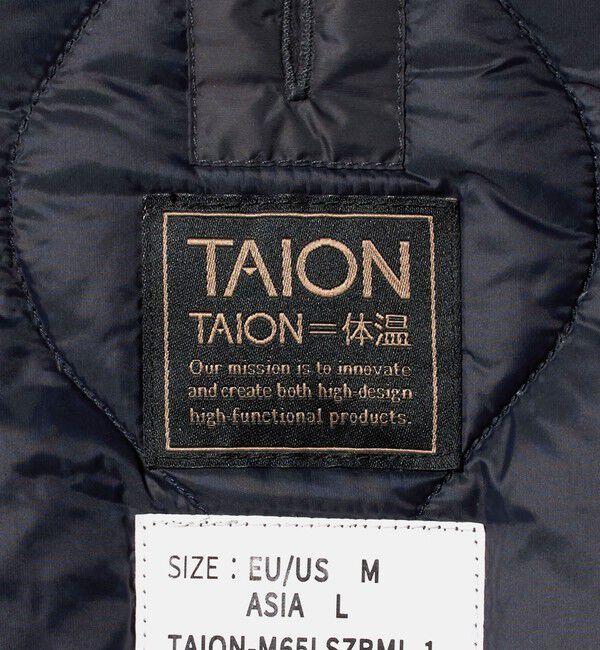 TAION
TAION=体温
Our mission is to innovate
and create both high-design
high-functional products.
SIZE : EU/US M
ASIA L